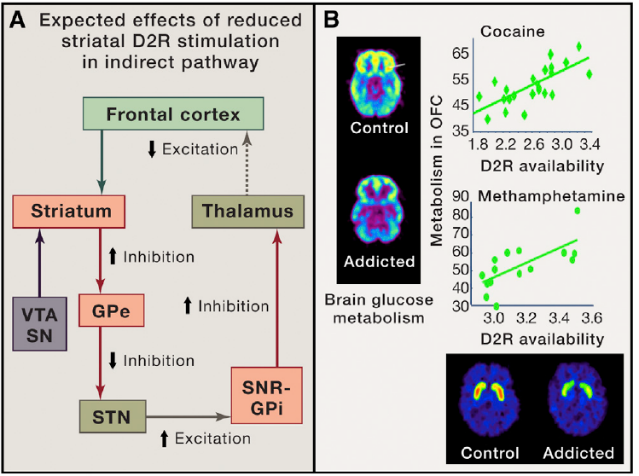 A
Expected effects of reduced
striatal D2R stimulation
in indirect pathway
Frontal cortex
⬇ Excitation
Striatum
Thalamus
⬆ Inhibition
VTA
SN
GPe
⬆ Inhibition
⬇ Inhibition
SNR-
GPi
STN
⬆ Excitation
B
Control
Addicted
Brain glucose
metabolism
Metabolism in OFC
Cocaine
65
55
45
35
1.8 2.2 2.6 3.0 3.4
D2R availability
Methamphetamine
90
80
70
60
50
40
30
3.0 3.2 3.4 3.6
D2R availability
Control
Addicted